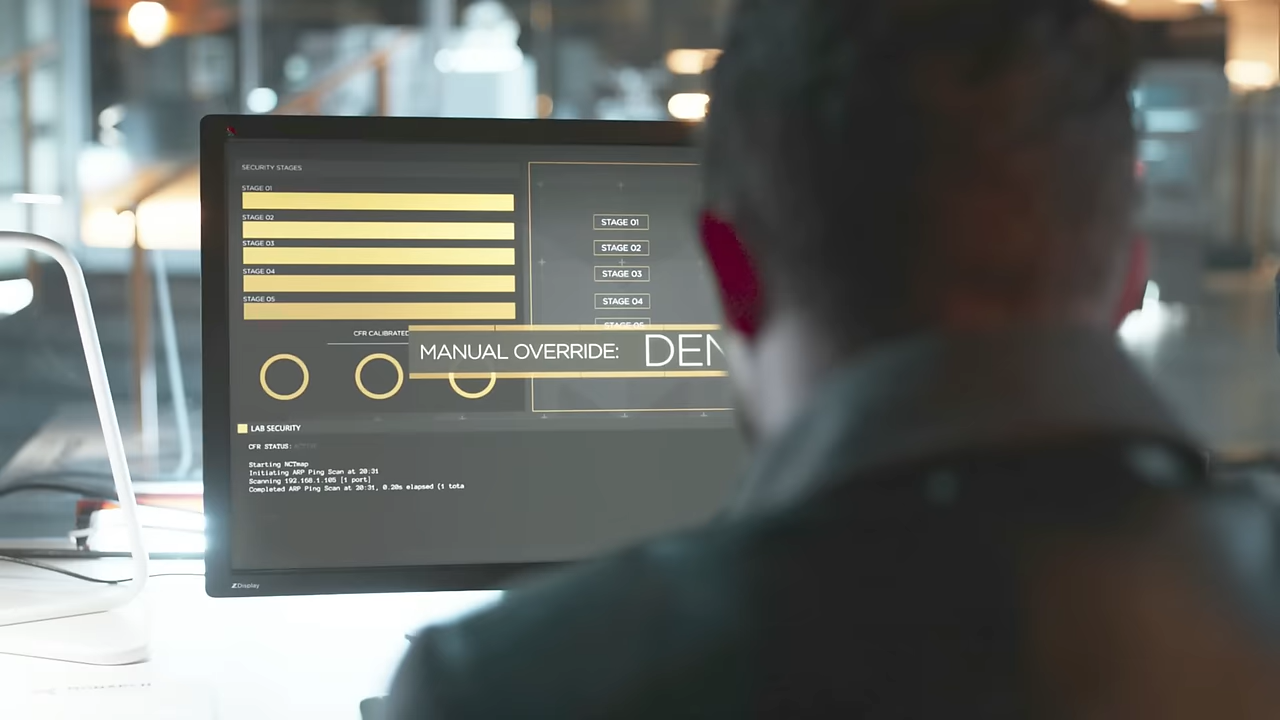 SECURITY STAGES
STAGE 01
STAGE 02
STAGE 03
STAGE 04
STAGE 05
CFR CALIBRATED
STAGE 01
STAGE 02
STAGE 03
STAGE 04
STAGE 05
MANUAL OVERRIDE: DEN
LAB SECURITY
CFR STATUS:
Starting NCTmap
Initiating ARP Ping Scan at 20:31
Scanning 192.168.1.105 [1 port]
Completed ARP Ping Scan at 20:31, 0.20s elapsed (1 tota
ZDisplay